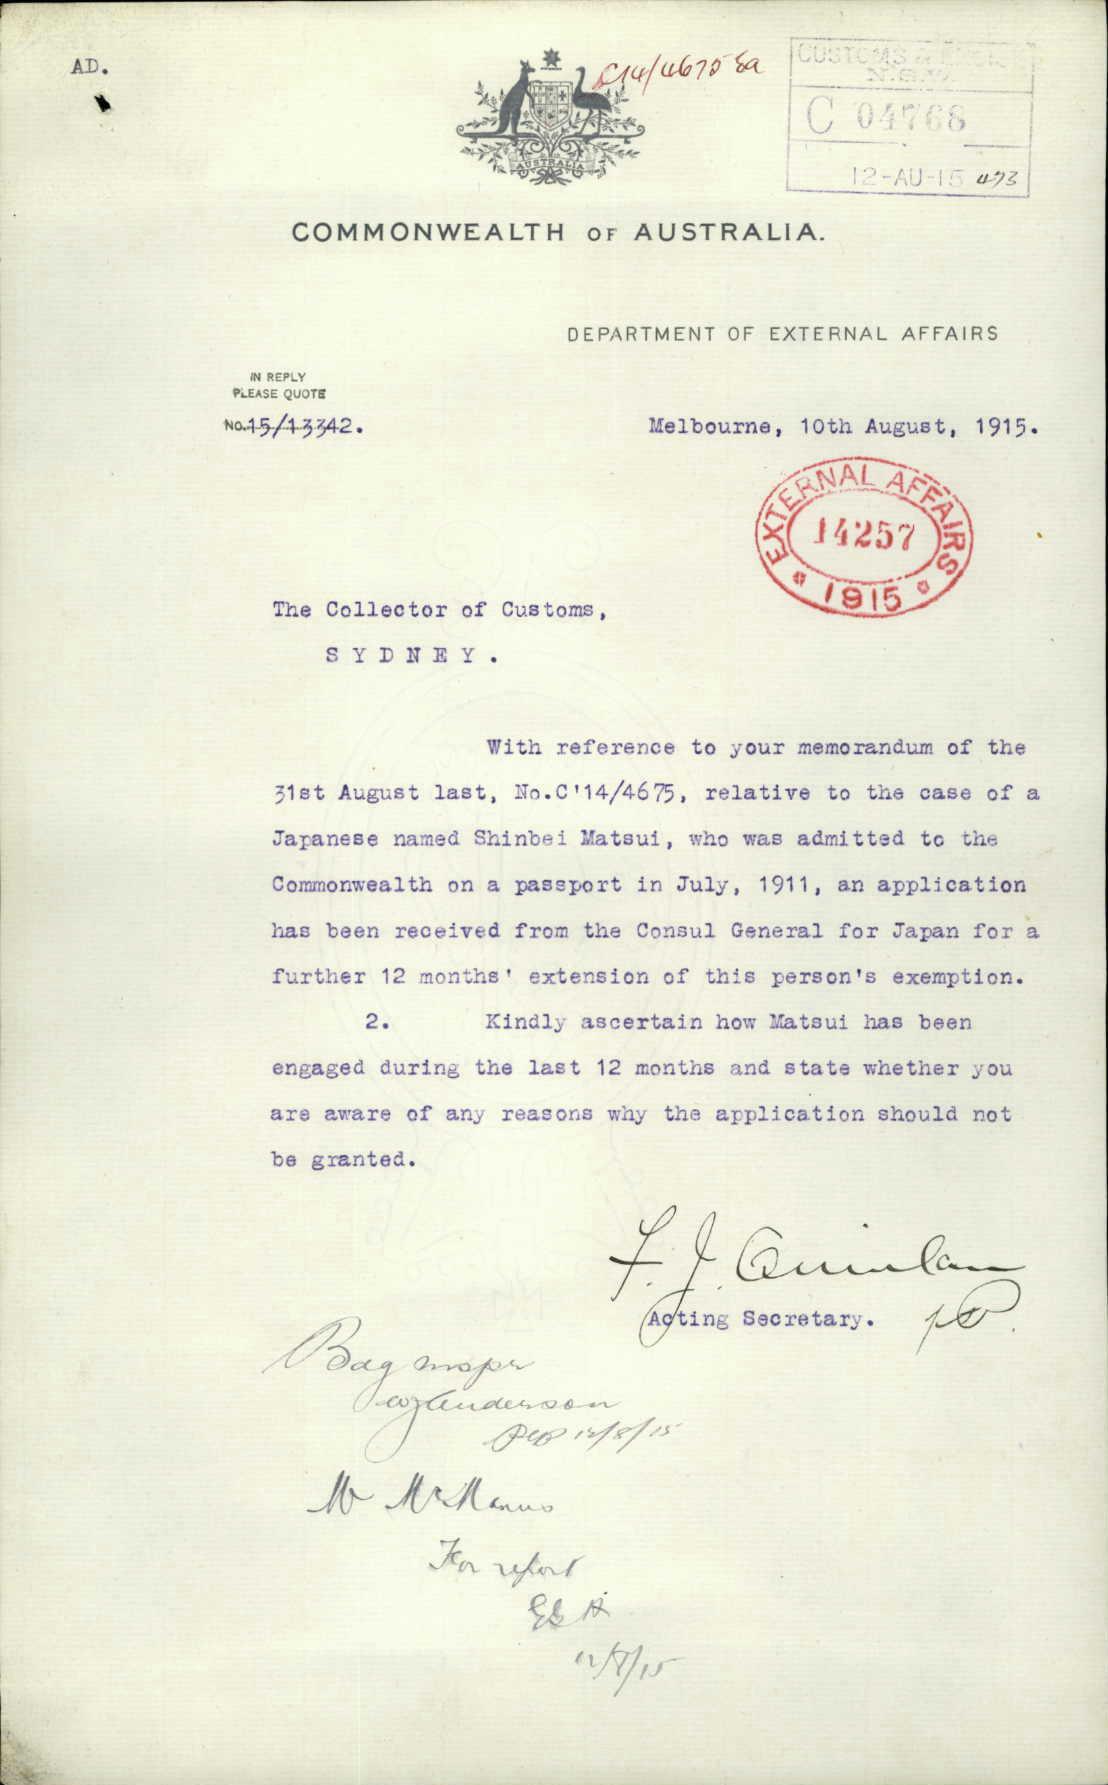 AD.
C14/4675
CUSTOMS &
N.S.W.
C 04768
12-AU-15 473
AUSTRALIA
COMMONWEALTH OF AUSTRALIA.
DEPARTMENT OF EXTERNAL AFFAIRS
IN REPLY
PLEASE QUOTE
No. 15/13342.
Melbourne, 10th August, 1915.
EXTERNAL AFFAIRS
14257
1915
The Collector of Customs,
SYDNEY.
With reference to your memorandum of the
31st August last, No.C'14/4675, relative to the case of a
Japanese named Shinbei Matsui, who was admitted to the
Commonwealth on a passport in July, 1911, an application
has been received from the Consul General for Japan for a
further 12 months' extension of this person's exemption.
2. Kindly ascertain how Matsui has been
engaged during the last 12 months and state whether you
are aware of any reasons why the application should not
be granted.
F. J. Quinlan
Acting Secretary.
Anderson
12/8/15
Mr McManus
For report
12/8/15